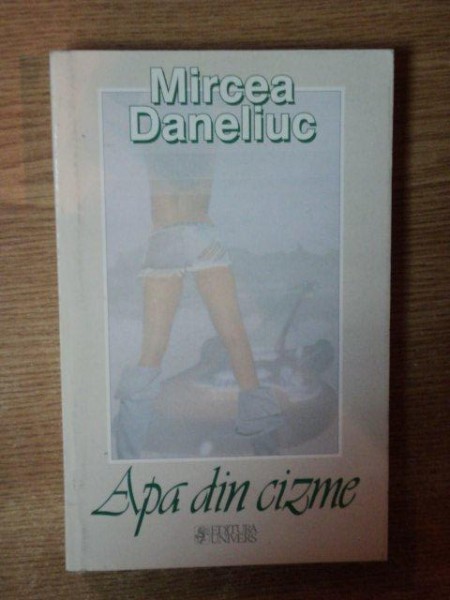 Mircea
Daneliuc
Apa din cizme
EDITURA
UNIVERS